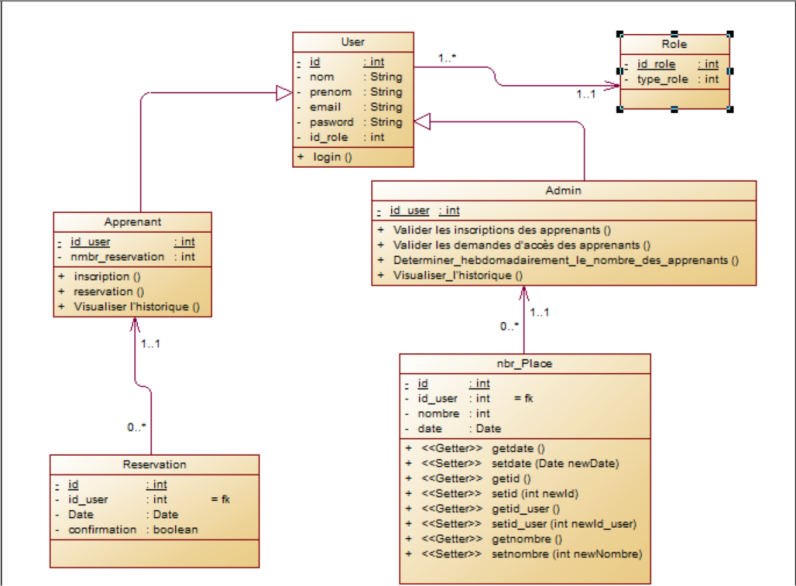 User
- id : int
- nom : String
- prenom : String
- email : String
- pasword : String
- id_role : int
+ login ()
1..*
1..1
Role
- id_role : int
- type_role : int
Admin
- id_user : int
+ Valider les inscriptions des apprenants ()
+ Valider les demandes d'accès des apprenants ()
+ Determiner_hebdomadairement_le_nombre_des_apprenants ()
+ Visualiser_l'historique ()
Apprenant
- id_user : int
- nmbr_reservation : int
+ inscription ()
+ reservation ()
+ Visualiser l'historique ()
1..1
0..*
1..1
0..*
nbr_Place
- id : int
- id_user : int = fk
- nombre : int
- date : Date
+ <<Getter>> getdate ()
+ <<Setter>> setdate (Date newDate)
+ <<Getter>> getid ()
+ <<Setter>> setid (int newId)
+ <<Getter>> getid_user ()
+ <<Setter>> setid_user (int newId_user)
+ <<Getter>> getnombre ()
+ <<Setter>> setnombre (int newNombre)
Reservation
- id : int
- id_user : int = fk
- Date : Date
- confirmation : boolean